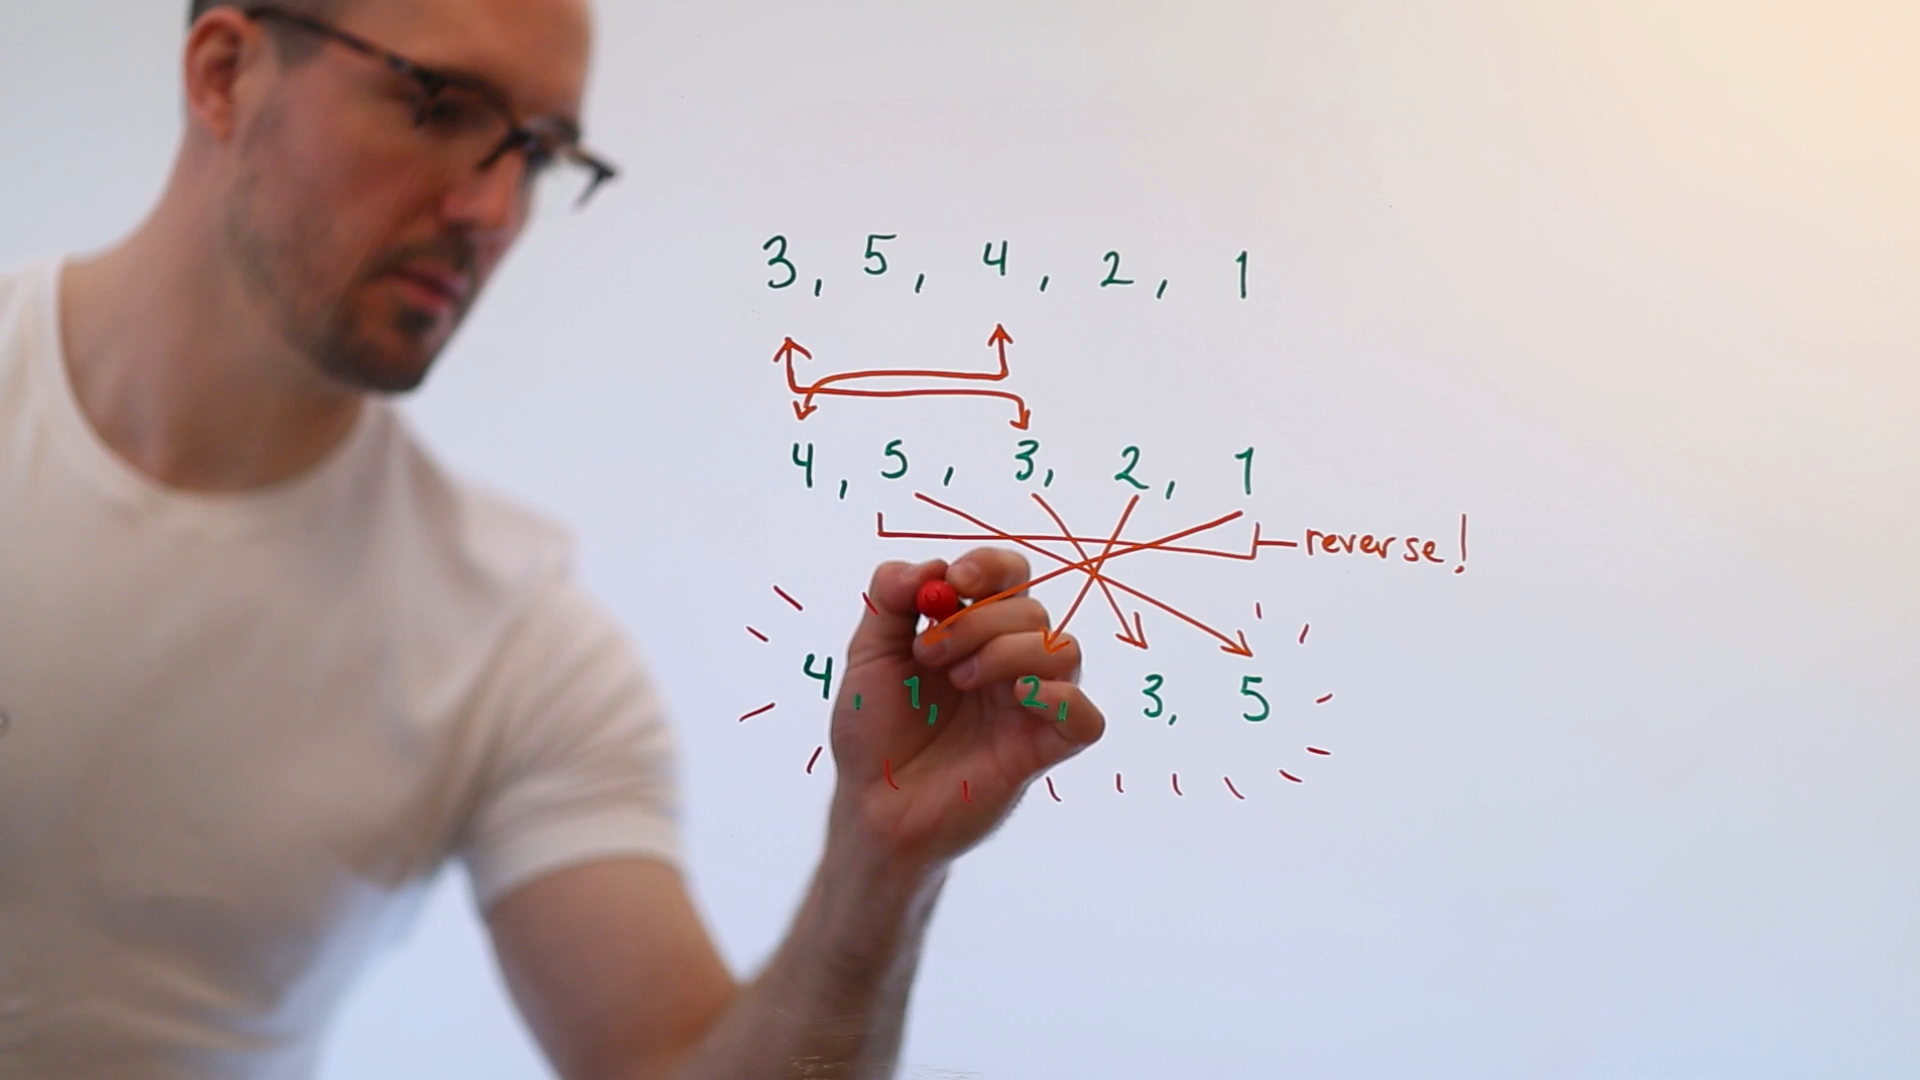 3, 5, 4, 2, 1
4, 5, 3, 2, 1
reverse!
4, 1, 2, 3, 5